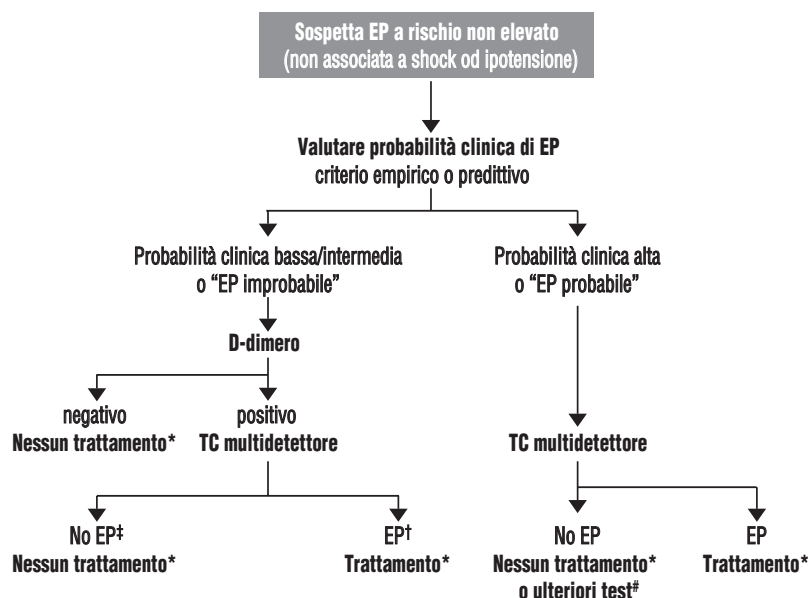 Sospetta EP a rischio non elevato
(non associata a shock od ipotensione)
Valutare probabilità clinica di EP
criterio empirico o predittivo
Probabilità clinica bassa/intermedia
o “EP improbabile”
Probabilità clinica alta
o “EP probabile”
D-dimero
negativo
Nessun trattamento*
positivo
TC multidetettore
TC multidetettore
No EP‡
Nessun trattamento*
EP†
Trattamento*
No EP
Nessun trattamento*
o ulteriori test#
EP
Trattamento*